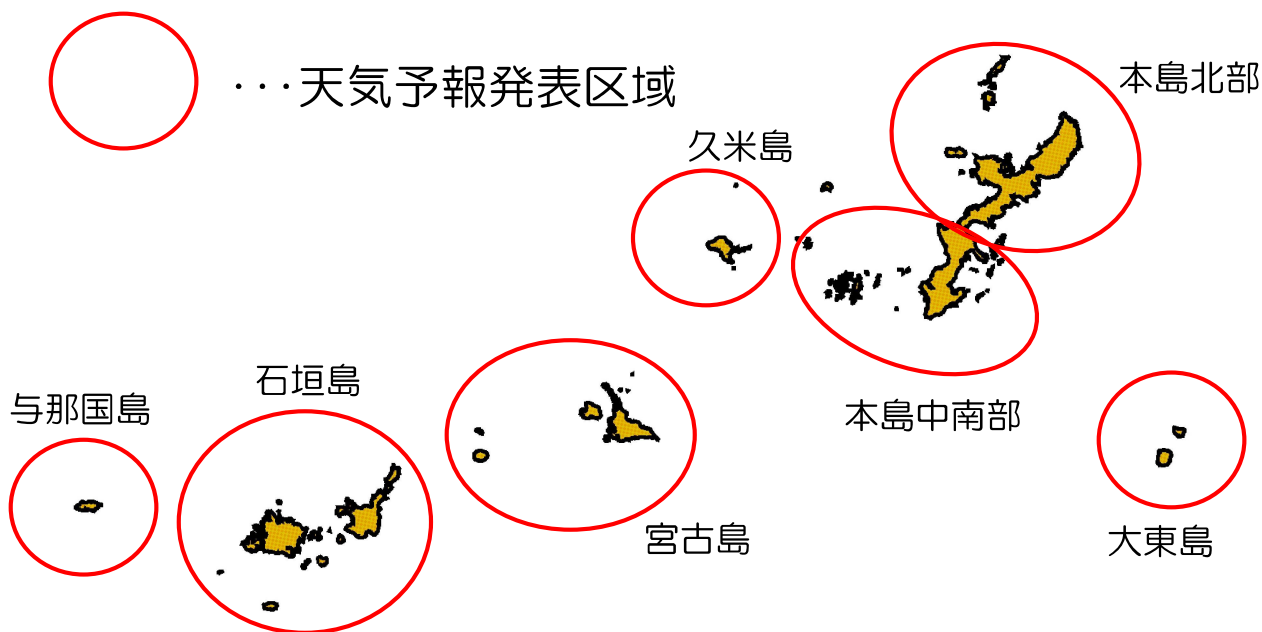 ・・・天気予報発表区域
本島北部
久米島
石垣島
与那国島
本島中南部
宮古島
大東島